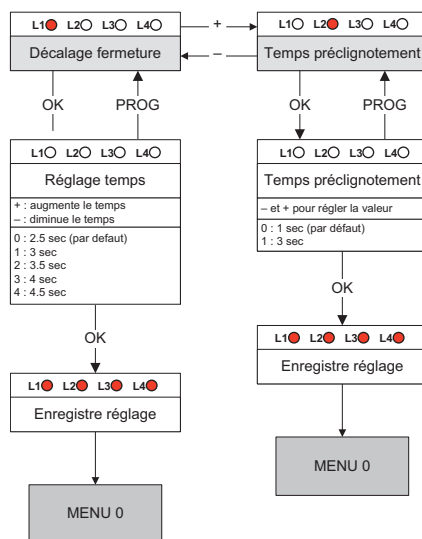 L1 L2 L3 L4
Décalage fermeture
+
–
L1 L2 L3 L4
Temps préclignotement
OK
PROG
OK
PROG
L1 L2 L3 L4
Réglage temps
+ : augmente le temps
– : diminue le temps
0 : 2.5 sec (par defaut)
1 : 3 sec
2 : 3.5 sec
3 : 4 sec
4 : 4.5 sec
L1 L2 L3 L4
Temps préclignotement
– et + pour régler la valeur
0 : 1 sec (par défaut)
1 : 3 sec
OK
OK
L1 L2 L3 L4
Enregistre réglage
L1 L2 L3 L4
Enregistre réglage
MENU 0
MENU 0